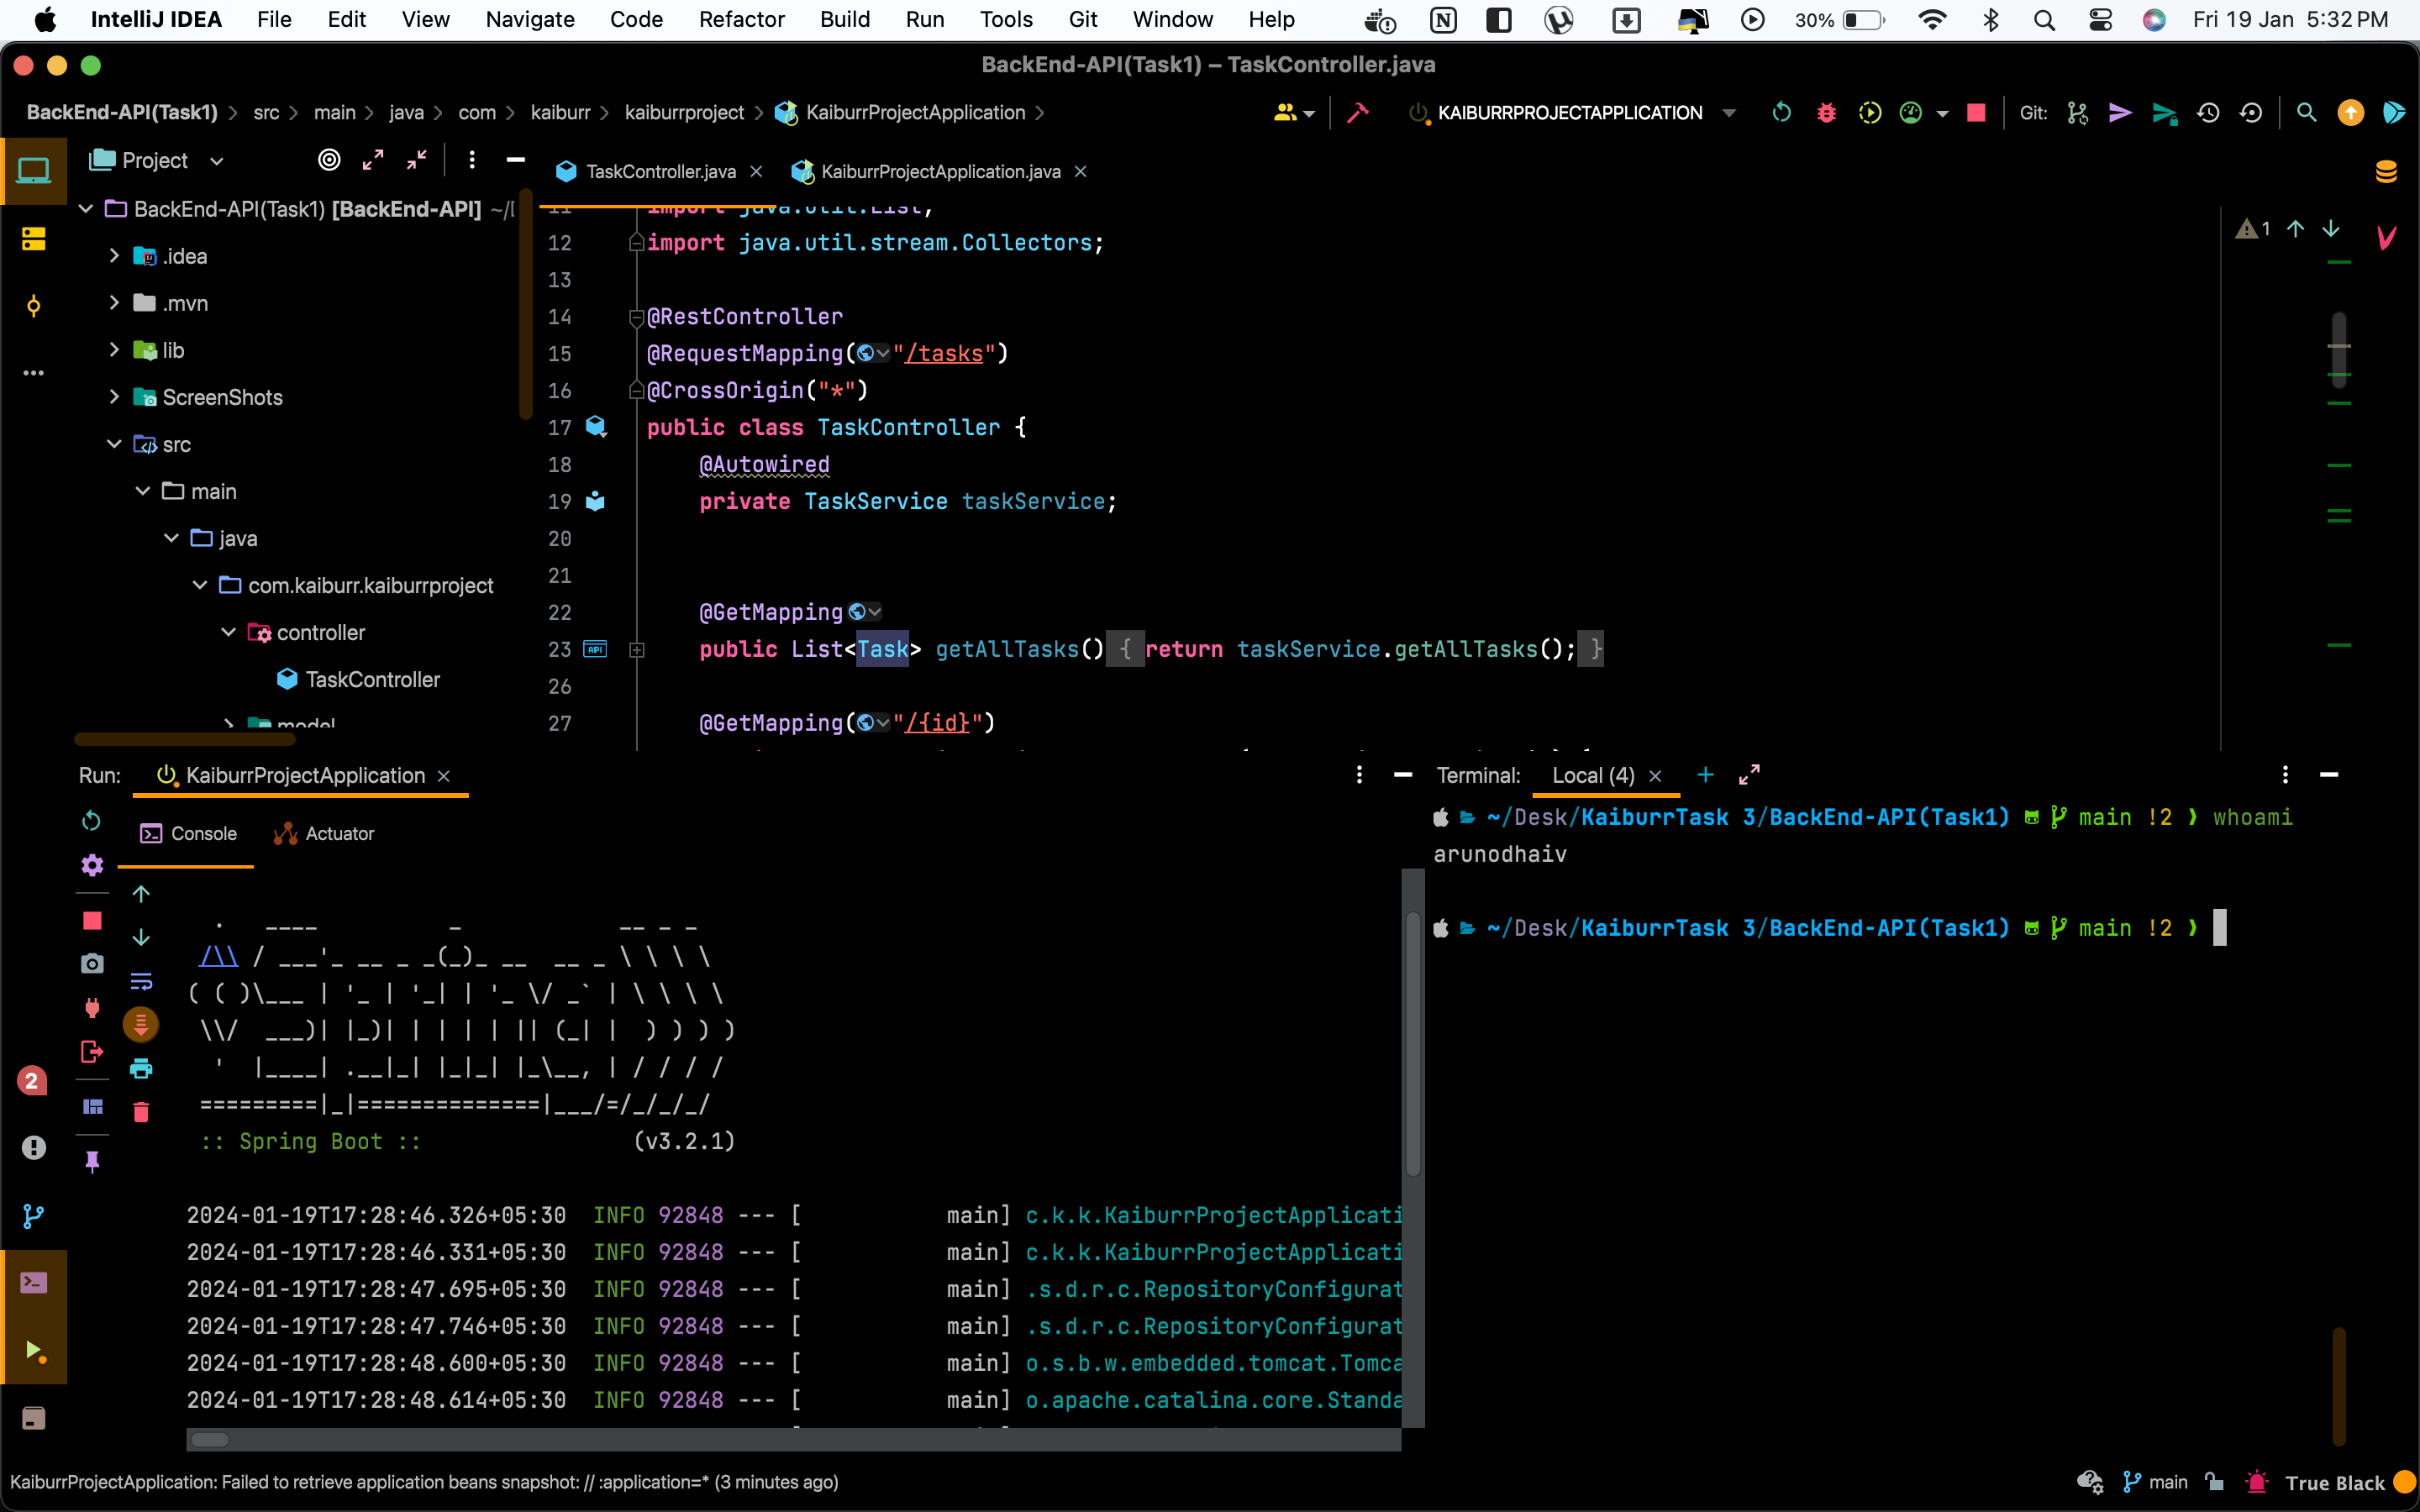 IntelliJ IDEA File Edit View Navigate Code Refactor Build Run Tools Git Window Help 30% Fri 19 Jan 5:32 PM
BackEnd-API(Task1) – TaskController.java
BackEnd-API(Task1) src main java com kaiburr kaiburrproject KaiburrProjectApplication KAIBURRPROJECTAPPLICATION Git:
Project
TaskController.java KaiburrProjectApplication.java
BackEnd-API(Task1) [BackEnd-API]
.idea
.mvn
lib
ScreenShots
src
main
java
com.kaiburr.kaiburrproject
controller
TaskController
model
1
11 import java.util.List;
12 import java.util.stream.Collectors;
13
14 @RestController
15 @RequestMapping("/tasks")
16 @CrossOrigin("*")
17 public class TaskController {
18 @Autowired
19 private TaskService taskService;
20
21
22 @GetMapping
23 public List<Task> getAllTasks() { return taskService.getAllTasks(); }
26
27 @GetMapping("/{id}")
Run: KaiburrProjectApplication
Console Actuator
  .   ____          _            __ _ _
 /\\ / ___'_ __ _ _(_)_ __  __ _ \ \ \ \
( ( )\___ | '_ | '_| | '_ \/ _` | \ \ \ \
 \\/  ___)| |_)| | | | | || (_| |  ) ) ) )
  '  |____| .__|_| |_|_| |_\__, | / / / /
 =========|_|==============|___/=/_/_/_/
:: Spring Boot :: (v3.2.1)
2024-01-19T17:28:46.326+05:30 INFO 92848 --- [ main] c.k.k.KaiburrProjectApplicati
2024-01-19T17:28:46.331+05:30 INFO 92848 --- [ main] c.k.k.KaiburrProjectApplicati
2024-01-19T17:28:47.695+05:30 INFO 92848 --- [ main] .s.d.r.c.RepositoryConfigurat
2024-01-19T17:28:47.746+05:30 INFO 92848 --- [ main] .s.d.r.c.RepositoryConfigurat
2024-01-19T17:28:48.600+05:30 INFO 92848 --- [ main] o.s.b.w.embedded.tomcat.Tomca
2024-01-19T17:28:48.614+05:30 INFO 92848 --- [ main] o.apache.catalina.core.Standa
Terminal: Local (4)
~/Desk/KaiburrTask 3/BackEnd-API(Task1) main !2 ❯ whoami
arunodhaiv
~/Desk/KaiburrTask 3/BackEnd-API(Task1) main !2 ❯
2
KaiburrProjectApplication: Failed to retrieve application beans snapshot: // :application=* (3 minutes ago) main True Black